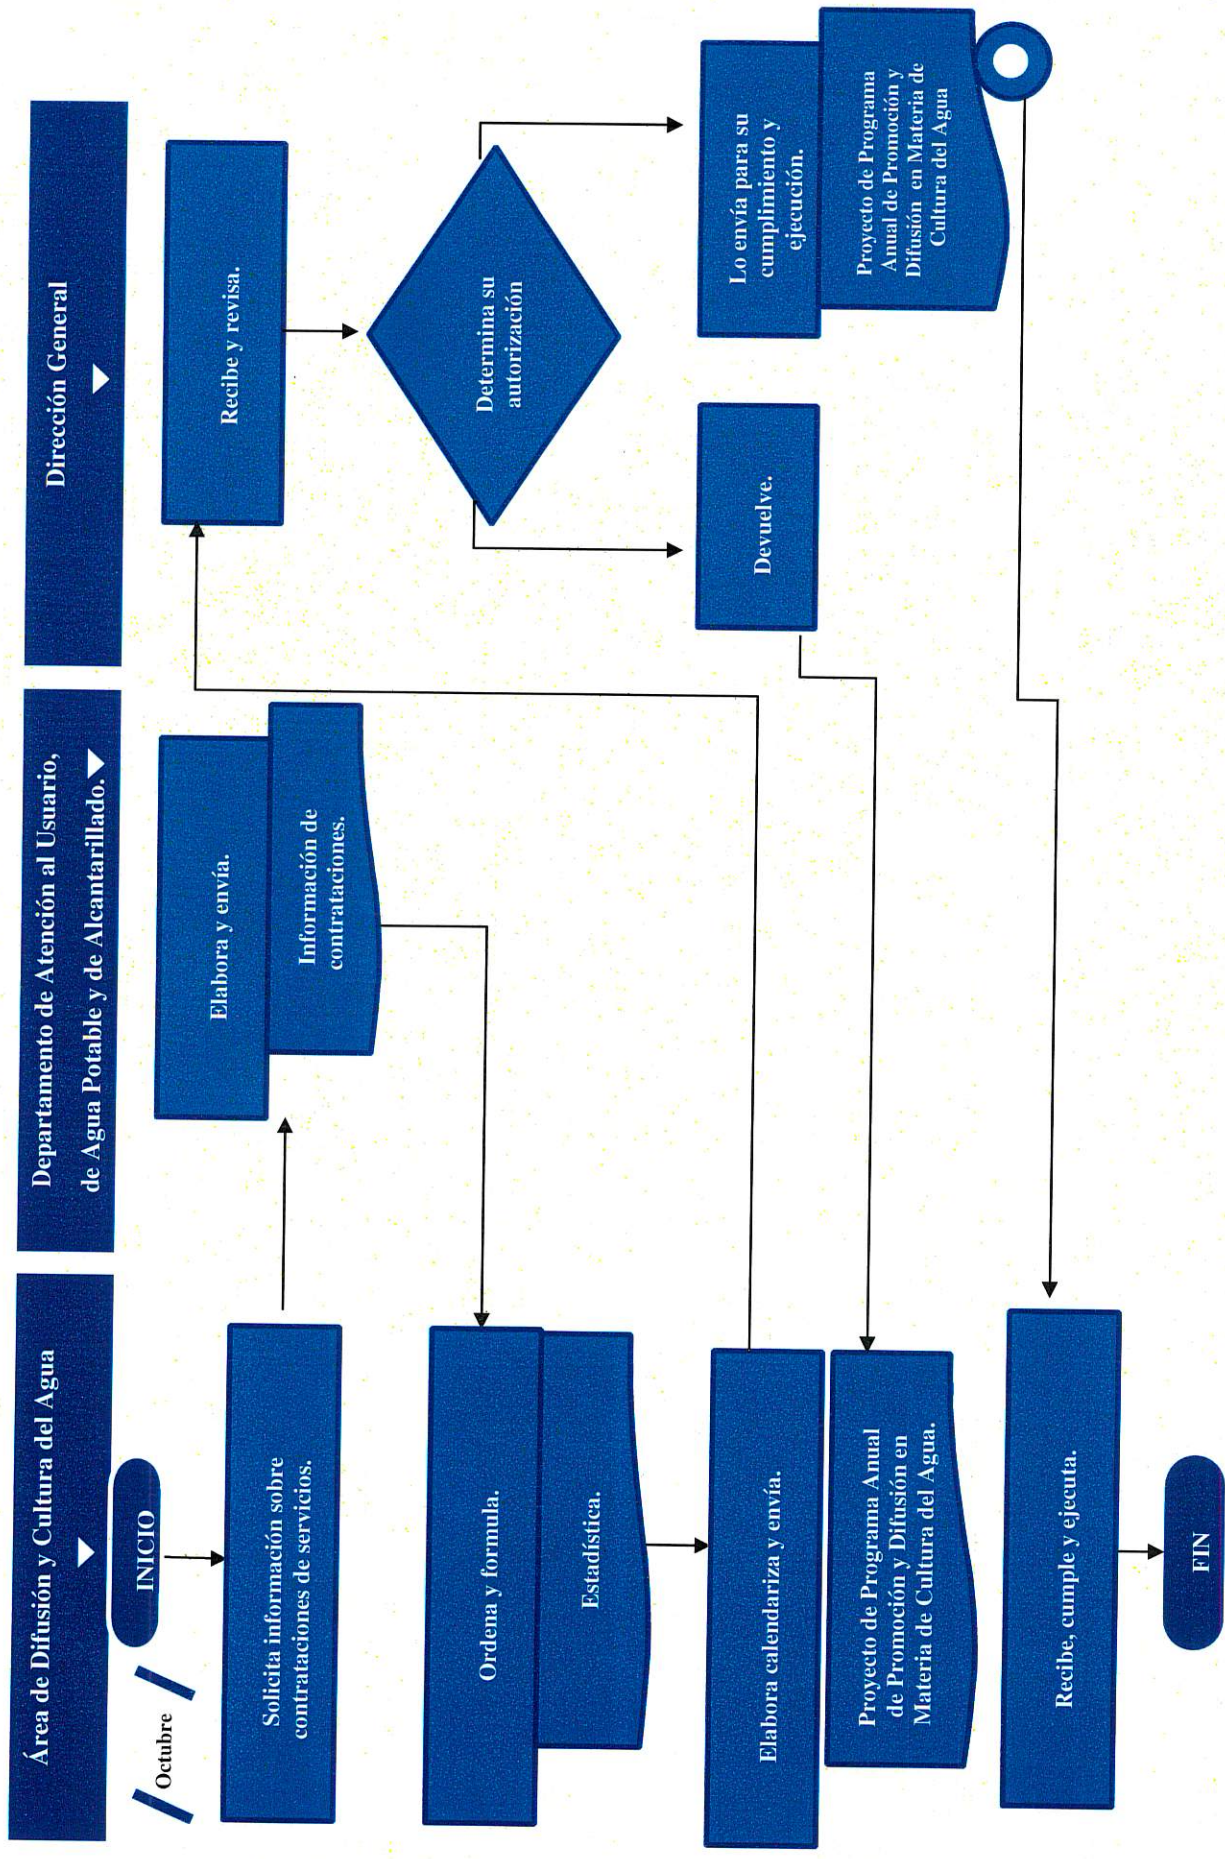 Área de Difusión y Cultura del Agua
Departamento de Atención al Usuario,
de Agua Potable y de Alcantarillado.
Dirección General
INICIO
Octubre
Solicita información sobre
contrataciones de servicios.
Elabora y envía.
Información de
contrataciones.
Ordena y formula.
Estadística.
Elabora calendariza y envía.
Proyecto de Programa Anual
de Promoción y Difusión en
Materia de Cultura del Agua.
Recibe y revisa.
Determina su
autorización
Devuelve.
Lo envía para su
cumplimiento y
ejecución.
Proyecto de Programa
Anual de Promoción y
Difusión en Materia de
Cultura del Agua
Recibe, cumple y ejecuta.
FIN